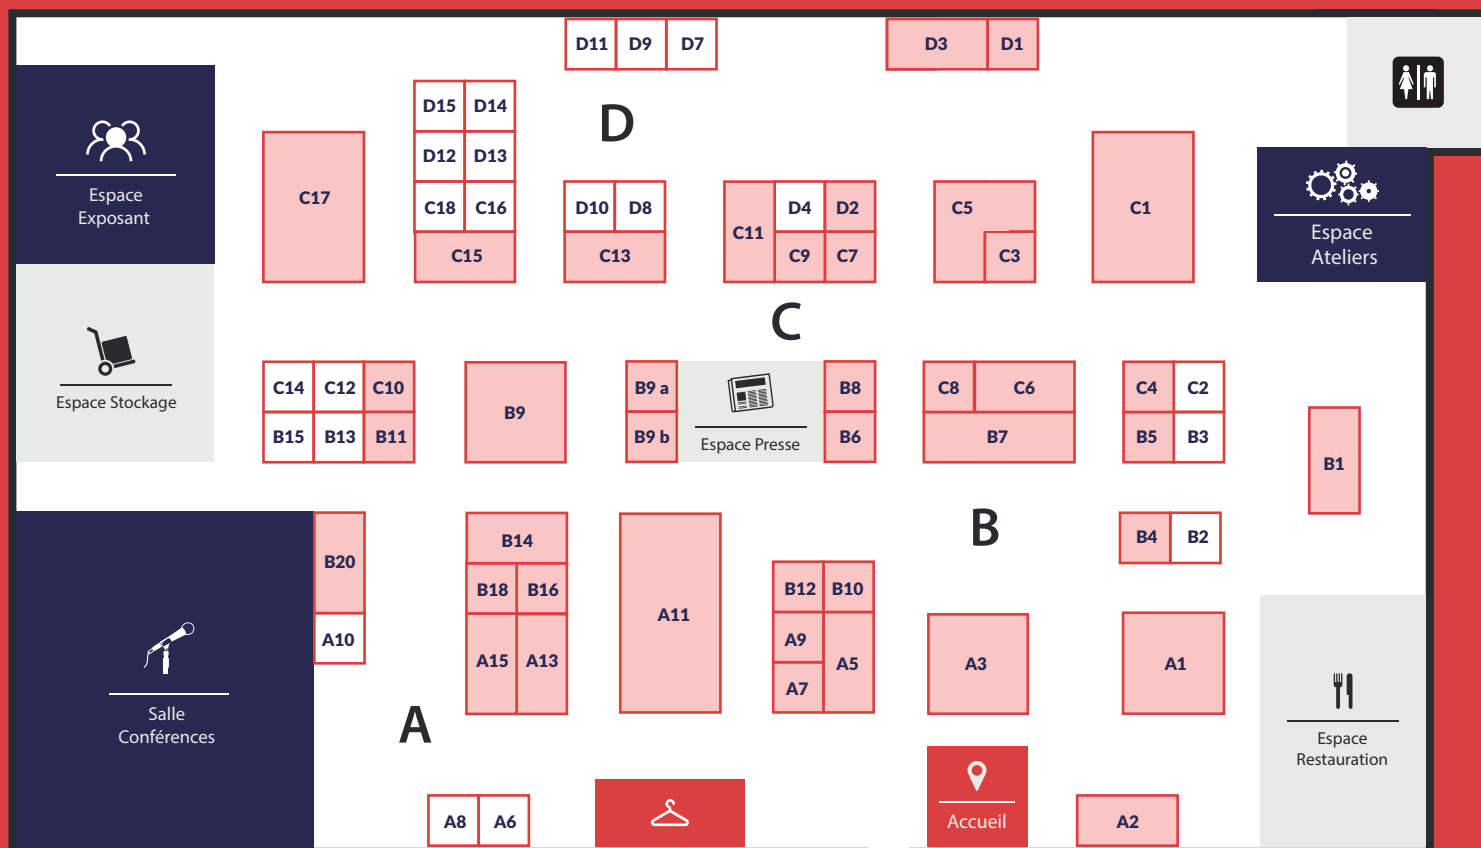 D11 D9 D7
D3 D1
D15 D14
D
D12 D13
Espace
Exposant
C17
C18 C16
D10 D8
C11
D4 D2
C5
C1
Espace
Ateliers
C15
C13
C9 C7
C3
C
Espace Stockage
C14 C12 C10
B15 B13 B11
B9
B9 a
B9 b
Espace Presse
B8
B6
C8 C6
B7
C4 C2
B5 B3
B1
B
B20
A10
B14
B18 B16
A15 A13
A11
B12 B10
A9
A7
A5
B4 B2
A3
A1
Salle
Conférences
A
Espace
Restauration
A8 A6
Accueil
A2